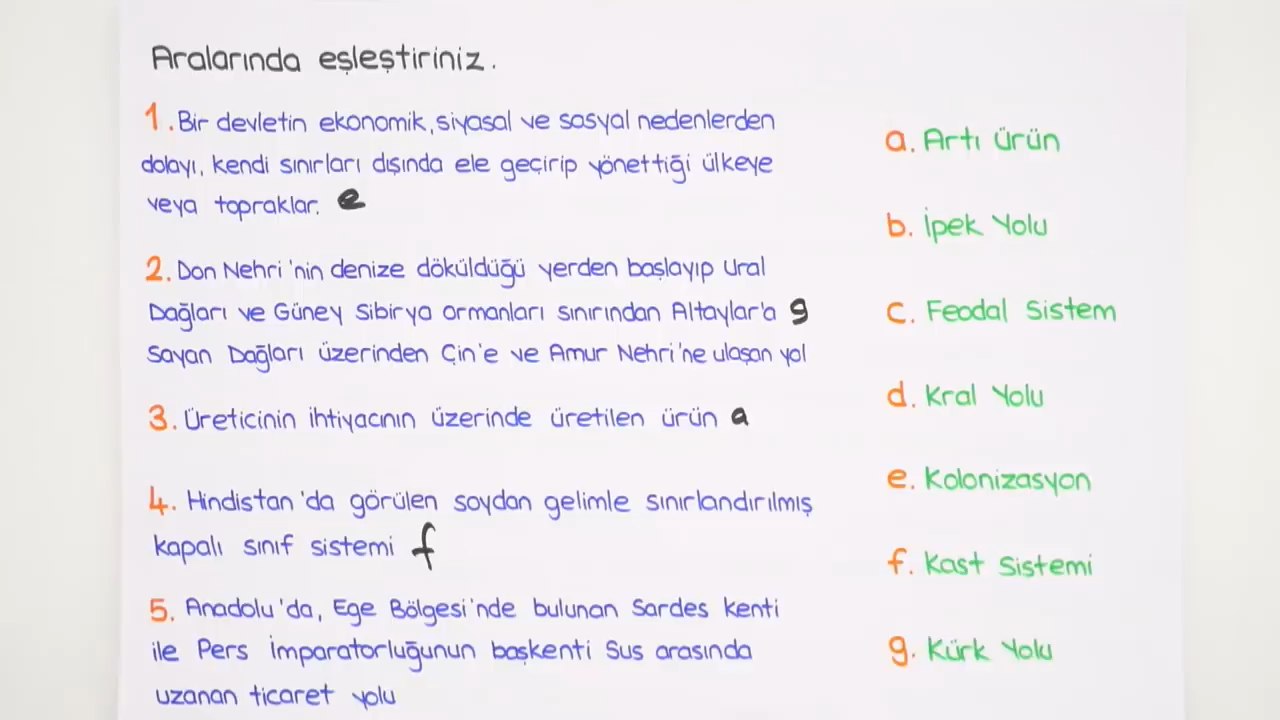 Aralarında eşleştiriniz.
1. Bir devletin ekonomik, siyasal ve sosyal nedenlerden
dolayı, kendi sınırları dışında ele geçirip yönettiği ülkeye
veya topraklar. e
2. Don Nehri'nin denize döküldüğü yerden başlayıp Ural
Dağları ve Güney Sibirya ormanları sınırından Altaylar'a g
Sayan Dağları üzerinden Çin'e ve Amur Nehri'ne ulaşan yol
3. Üreticinin ihtiyacının üzerinde üretilen ürün a
4. Hindistan'da görülen soydan gelimle sınırlandırılmış
kapalı sınıf sistemi f
5. Anadolu'da, Ege Bölgesi'nde bulunan Sardes kenti
ile Pers İmparatorluğunun başkenti Sus arasında
uzanan ticaret yolu
a. Artı ürün
b. İpek Yolu
c. Feodal Sistem
d. Kral Yolu
e. Kolonizasyon
f. Kast Sistemi
g. Kürk Yolu